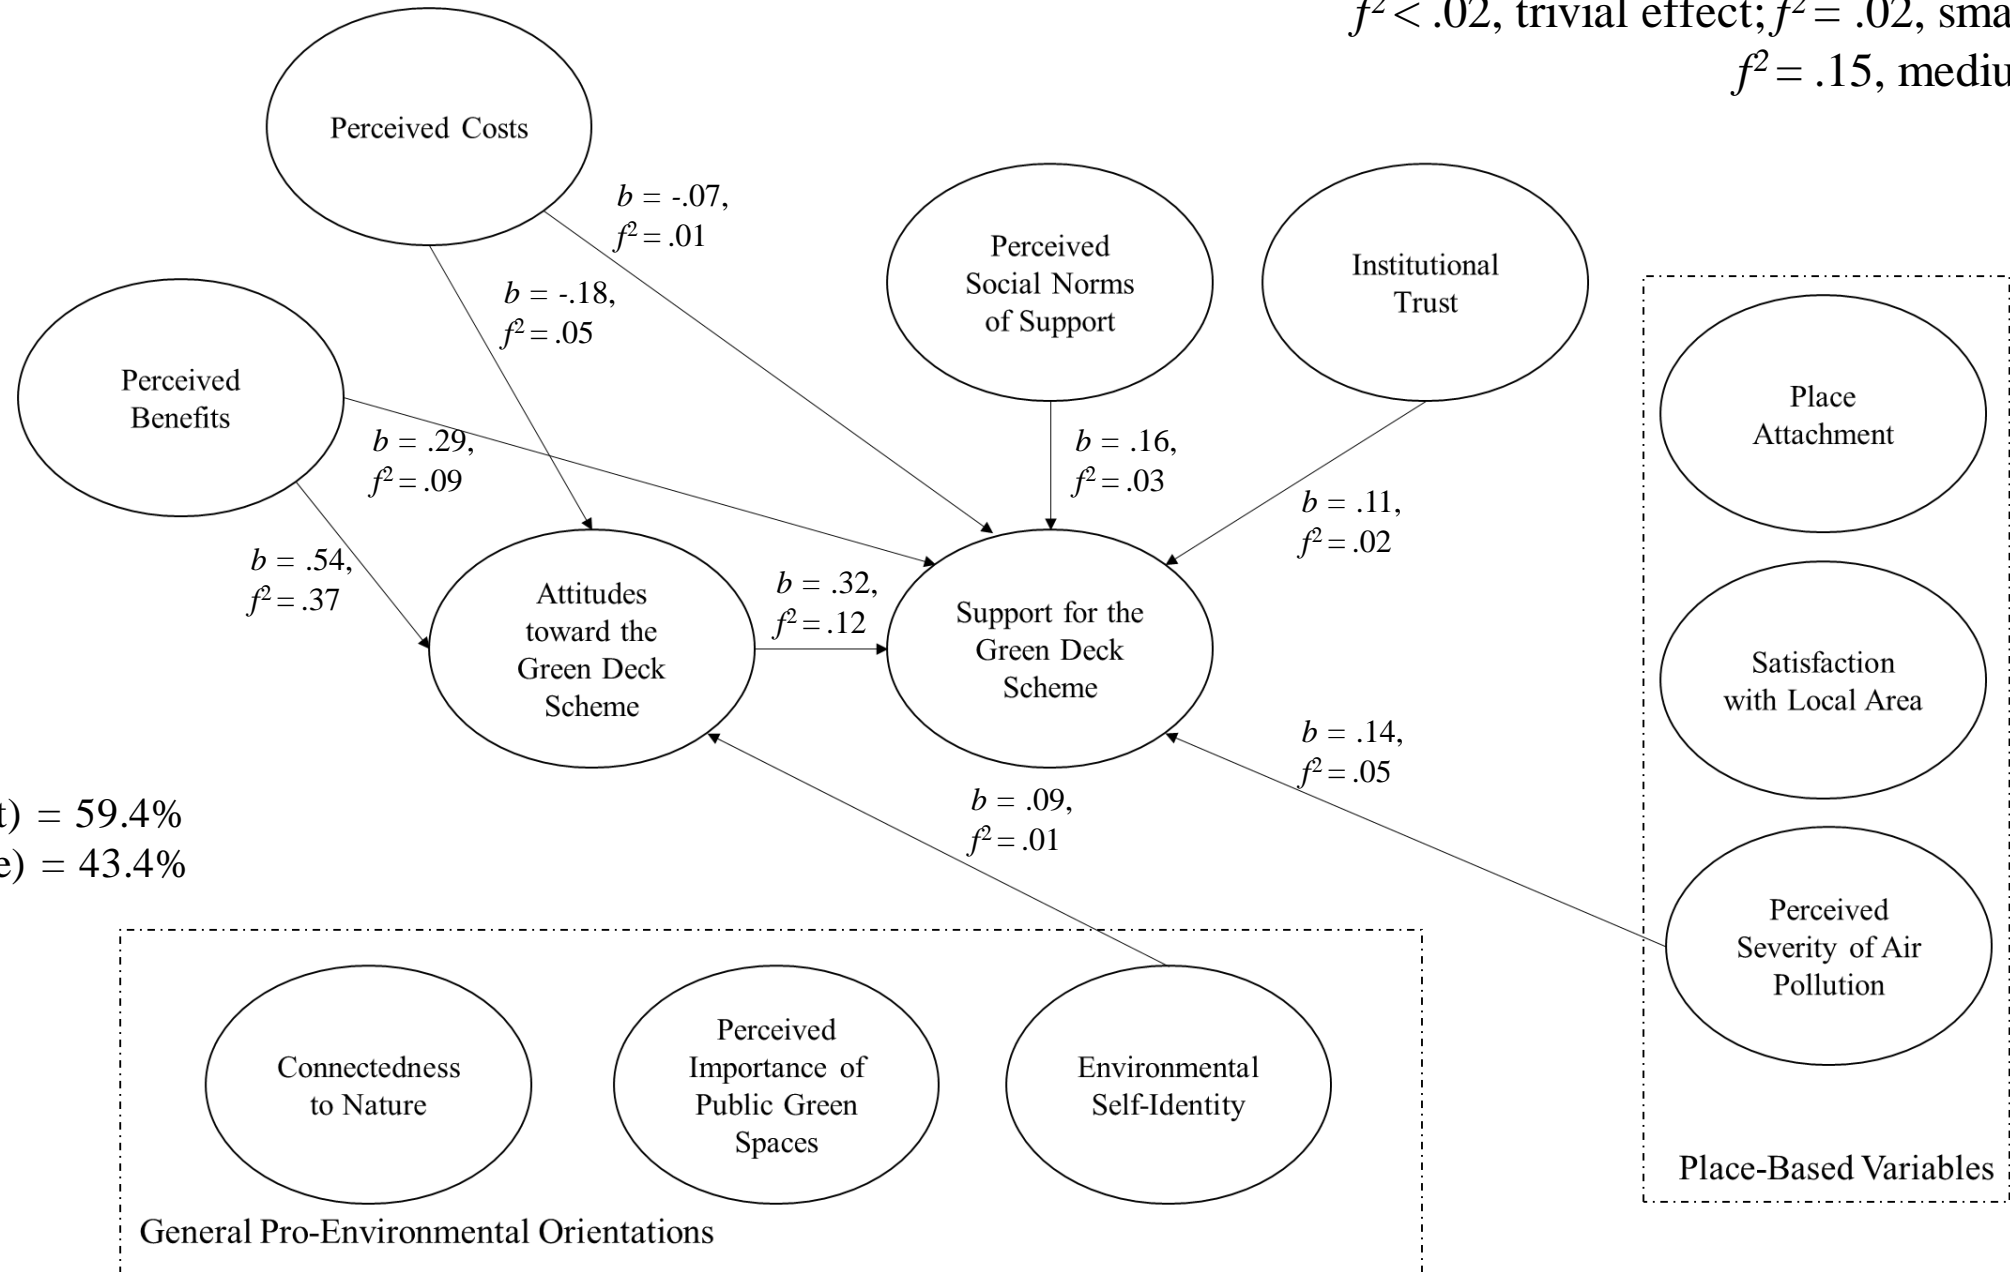 f² < .02, trivial effect; f² = .02,
f² = .15,
Perceived Costs
b = -.07,
f² = .01
Perceived
Social Norms
of Support
Institutional
Trust
b = -.18,
f² = .05
Perceived
Benefits
Place
Attachment
b = .29,
f² = .09
b = .16,
f² = .03
b = .11,
f² = .02
b = .54,
f² = .37
Attitudes
toward the
Green Deck
Scheme
b = .32,
f² = .12
Support for the
Green Deck
Scheme
Satisfaction
with Local Area
b = .14,
f² = .05
= 59.4%
= 43.4%
b = .09,
f² = .01
Perceived
Severity of Air
Pollution
Connectedness
to Nature
Perceived
Importance of
Public Green
Spaces
Environmental
Self-Identity
Place-Based Variables
General Pro-Environmental Orientations